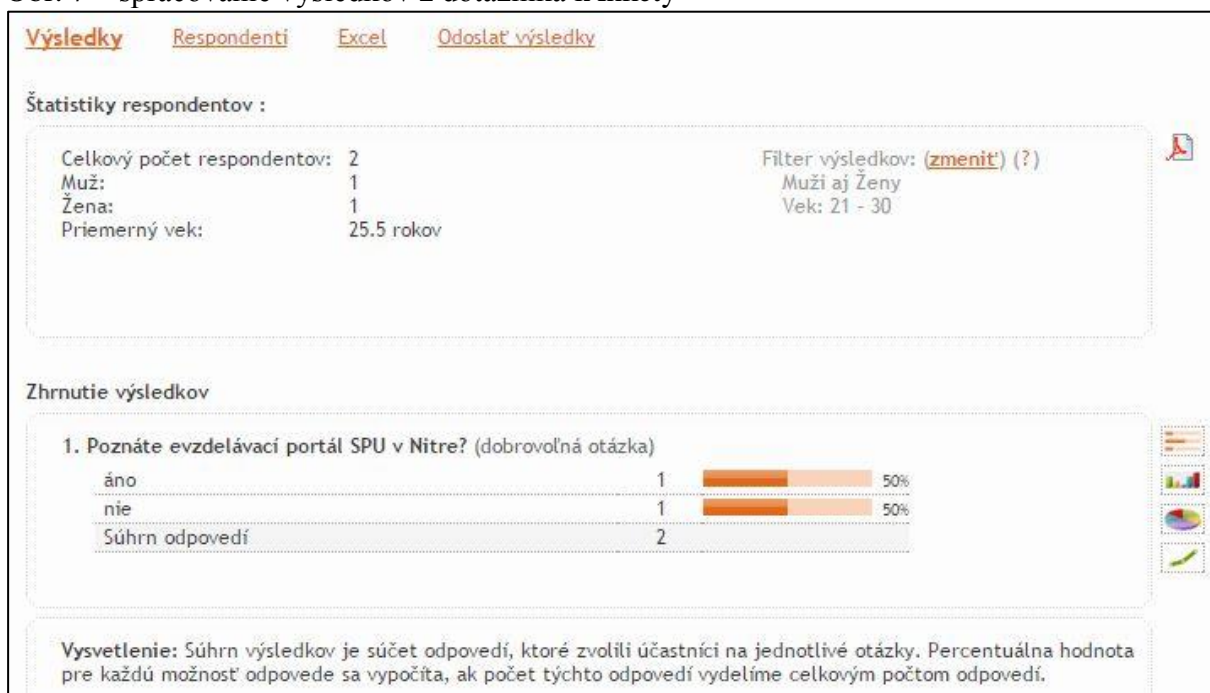 Výsledky Respondenti Excel Odoslať výsledky
Štatistiky respondentov :
Celkový počet respondentov: 2
Muž: 1
Žena: 1
Priemerný vek: 25.5 rokov
Filter výsledkov: (zmeniť) (?)
Muži aj Ženy
Vek: 21 - 30
Zhrnutie výsledkov
1. Poznáte evzdelávací portál SPU v Nitre? (dobrovoľná otázka)
áno 1 50%
nie 1 50%
Súhrn odpovedí 2
Vysvetlenie: Súhrn výsledkov je súčet odpovedí, ktoré zvolili účastníci na jednotlivé otázky. Percentuálna hodnota
pre každú možnosť odpovede sa vypočíta, ak počet týchto odpovedí vydelíme celkovým počtom odpovedí.